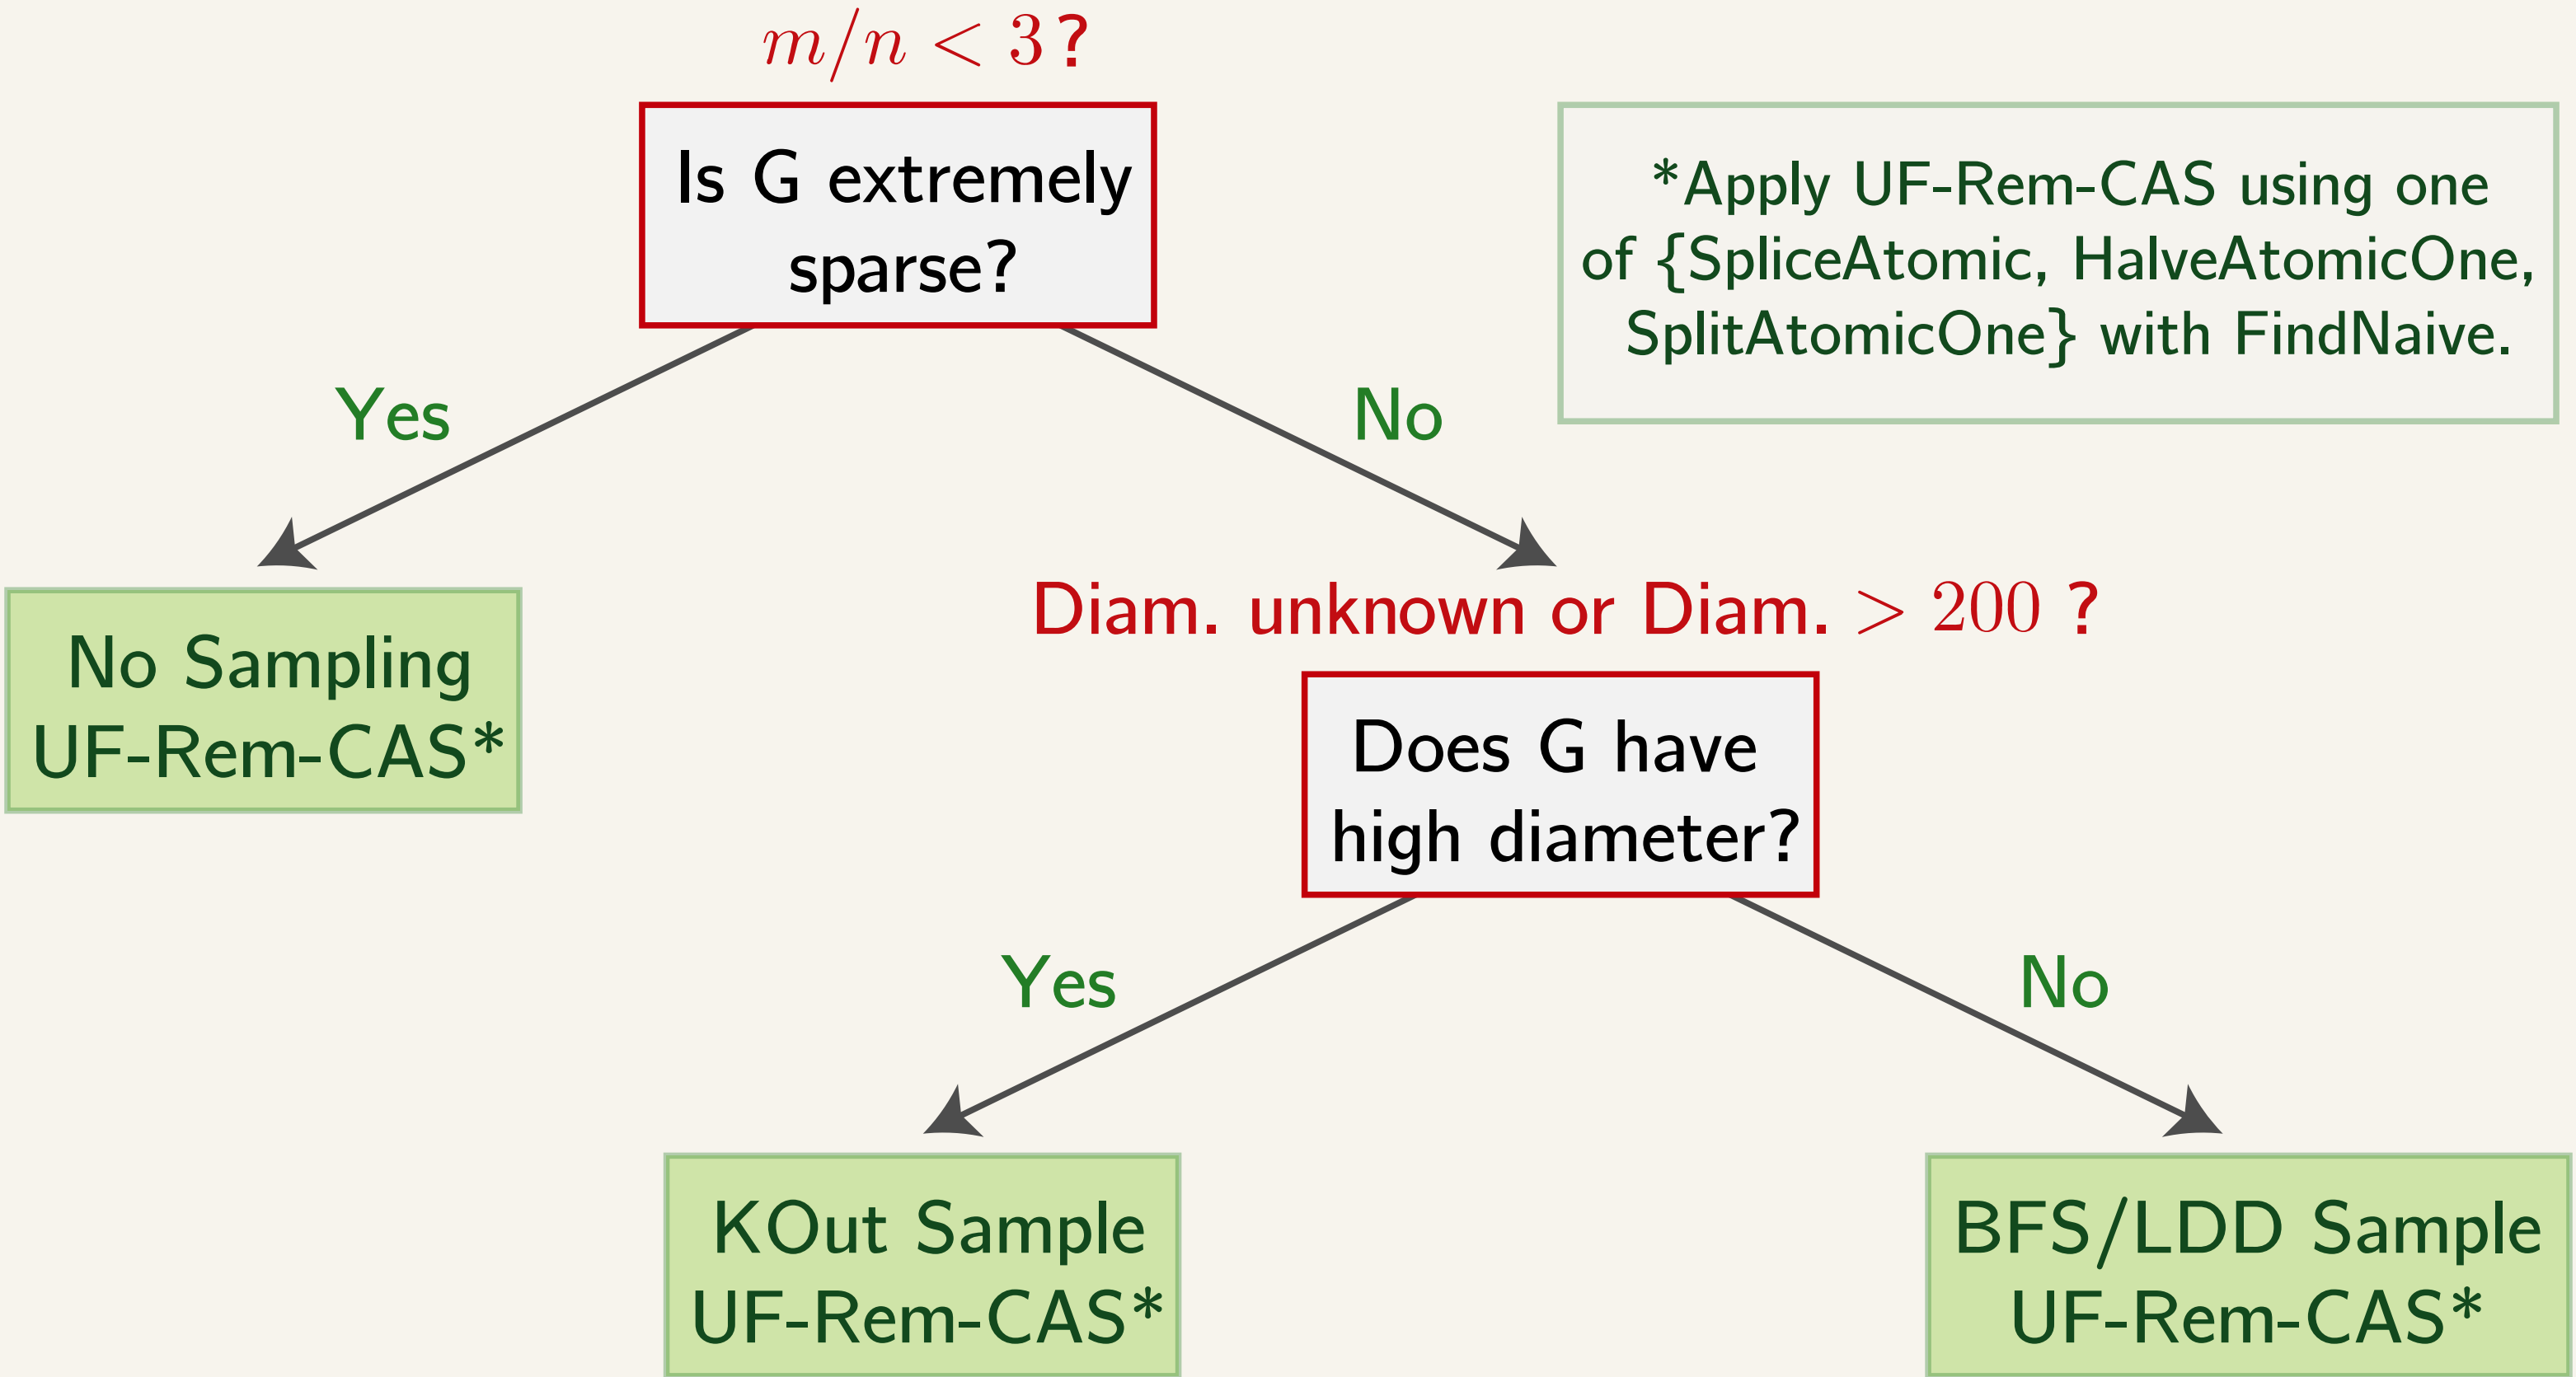 m/n < 3?
Is G extremely
sparse?
*Apply UF-Rem-CAS using one
of {SpliceAtomic, HalveAtomicOne,
SplitAtomicOne} with FindNaive.
Yes
No
No Sampling
UF-Rem-CAS*
Diam. unknown or Diam. > 200 ?
Does G have
high diameter?
Yes
No
KOut Sample
UF-Rem-CAS*
BFS/LDD Sample
UF-Rem-CAS*